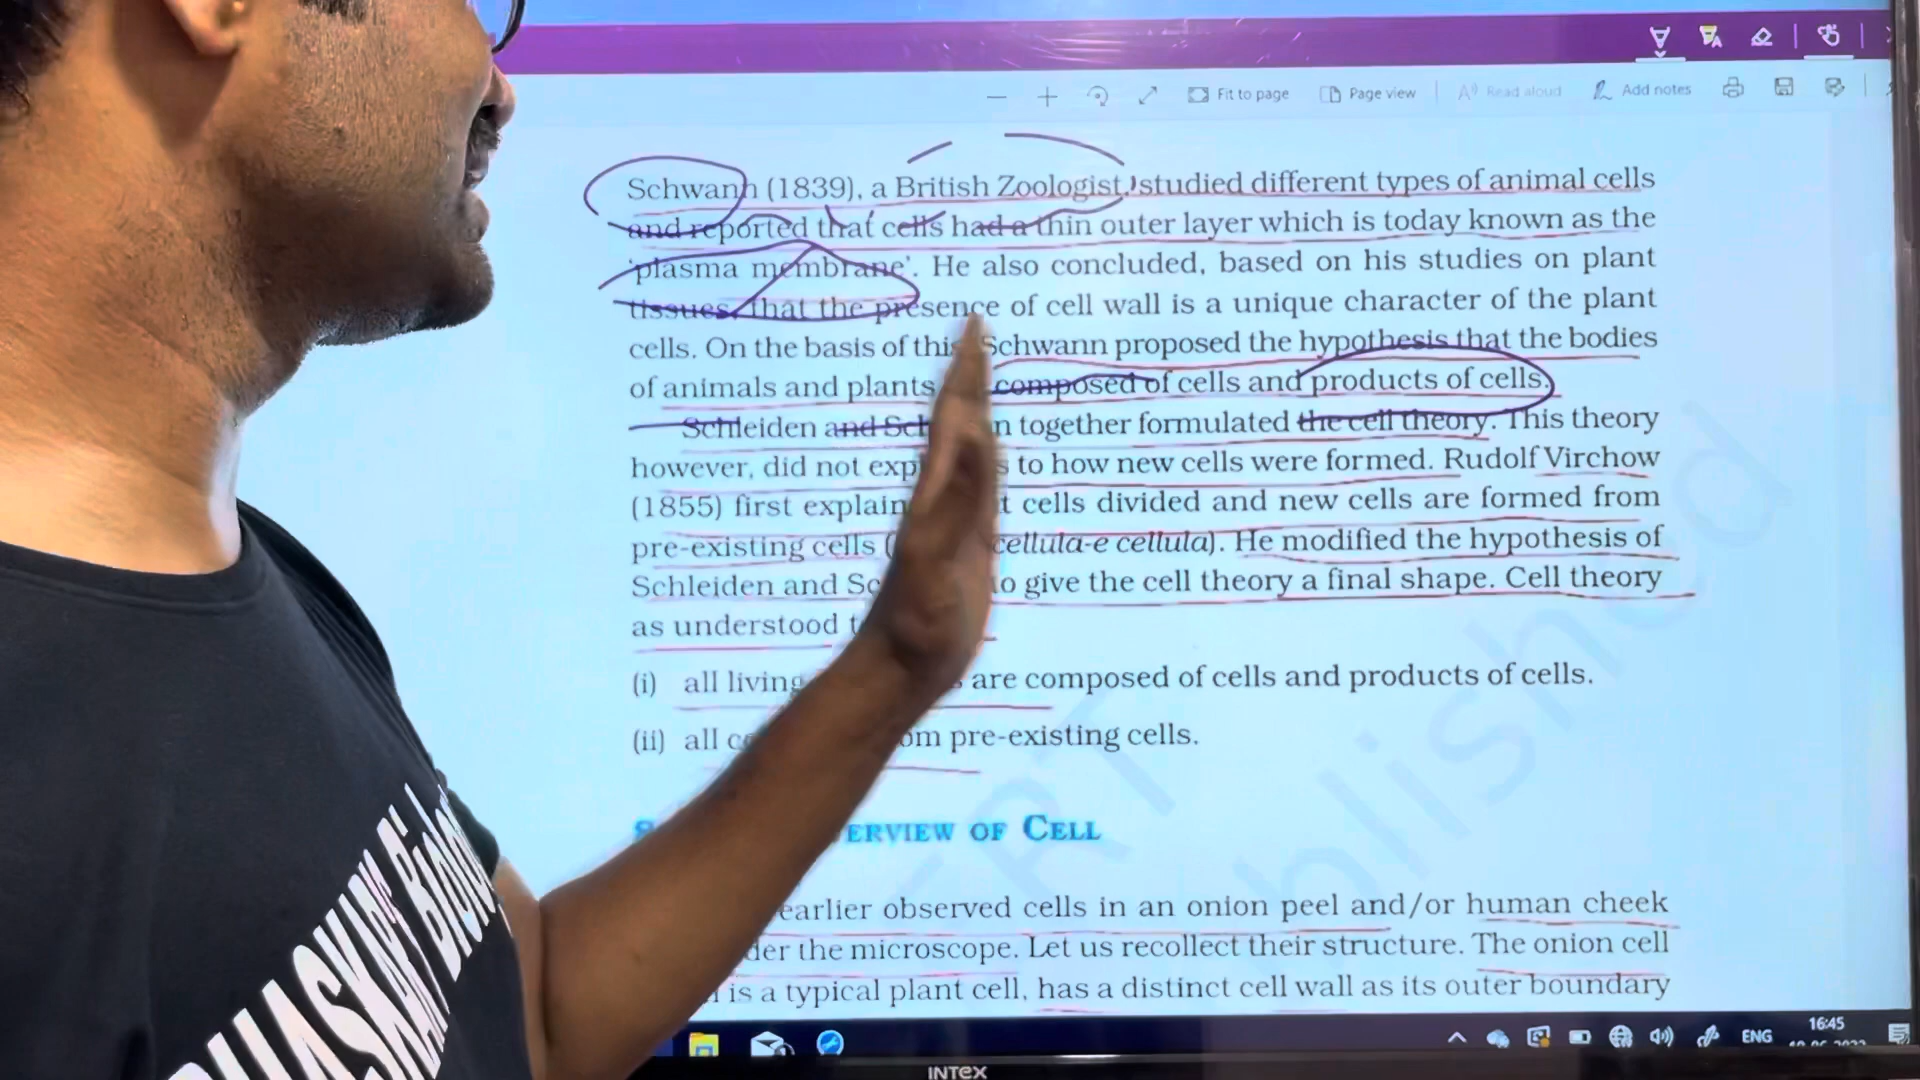 Fit to page
Page view
Read aloud
Add notes
Schwann (1839), a British Zoologist, studied different types of animal cells
and reported that cells had a thin outer layer which is today known as the
'plasma membrane'. He also concluded, based on his studies on plant
tissues, that the presence of cell wall is a unique character of the plant
cells. On the basis of this, Schwann proposed the hypothesis that the bodies
of animals and plants composed of cells and products of cells.
Schleiden and Sch n together formulated the cell theory. This theory
however, did not exp s to how new cells were formed. Rudolf Virchow
(1855) first explain t cells divided and new cells are formed from
pre-existing cells ( cellula-e cellula). He modified the hypothesis of
Schleiden and Sc o give the cell theory a final shape. Cell theory
as understood t
(i) all living s are composed of cells and products of cells.
(ii) all c om pre-existing cells.
ERVIEW OF CELL
earlier observed cells in an onion peel and/or human cheek
der the microscope. Let us recollect their structure. The onion cell
is a typical plant cell, has a distinct cell wall as its outer boundary
ENG
16:45
INTEX
BHASKAR'S Biolo